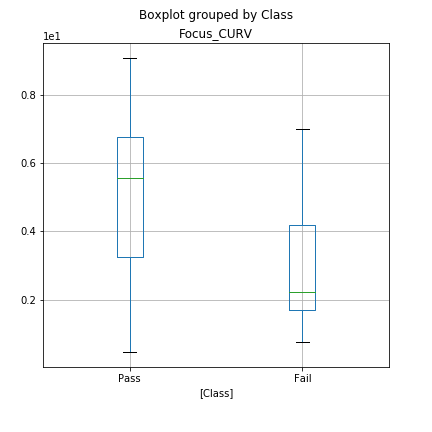 Boxplot grouped by Class
Focus_CURV
1e1
0.8
0.6
0.4
0.2
Pass Fail
[Class]